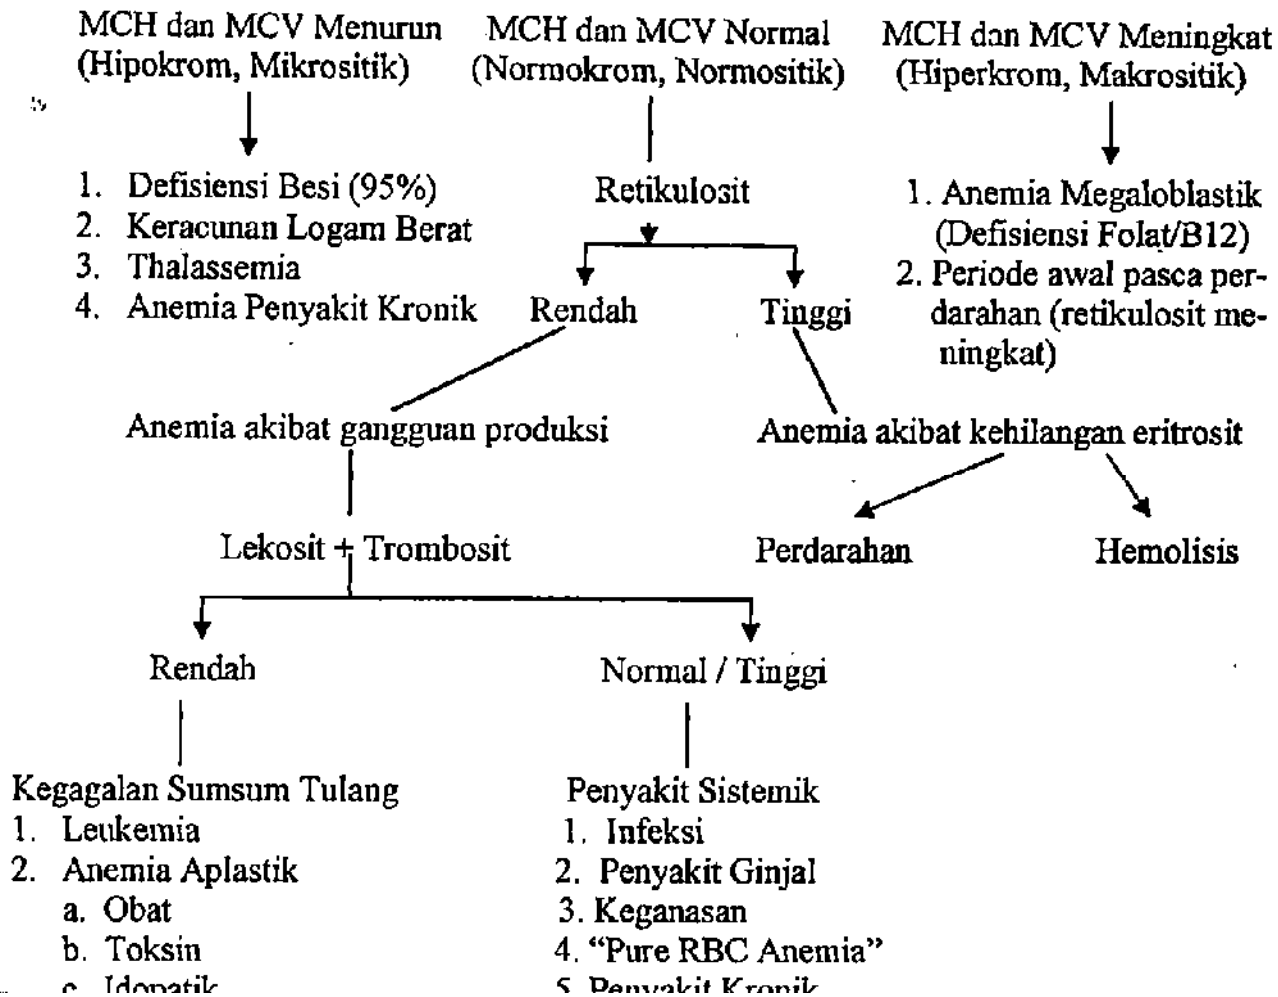 MCH dan MCV Menurun
(Hipokrom, Mikrositik)
MCH dan MCV Normal
(Normokrom, Normositik)
MCH dan MCV Meningkat
(Hiperkrom, Makrositik)
1. Defisiensi Besi (95%)
2. Keracunan Logam Berat
3. Thalassemia
4. Anemia Penyakit Kronik
Retikulosit
1. Anemia Megaloblastik
(Defisiensi Folat/B12)
2. Periode awal pasca per-
darahan (retikulosit me-
ningkat)
Rendah
Tinggi
Anemia akibat gangguan produksi
Anemia akibat kehilangan eritrosit
Lekosit + Trombosit
Perdarahan
Hemolisis
Rendah
Normal / Tinggi
Kegagalan Sumsum Tulang
1. Leukemia
2. Anemia Aplastik
a. Obat
b. Toksin
c. Idopatik
Penyakit Sistemik
1. Infeksi
2. Penyakit Ginjal
3. Keganasan
4. “Pure RBC Anemia”
5. Penyakit Kronik